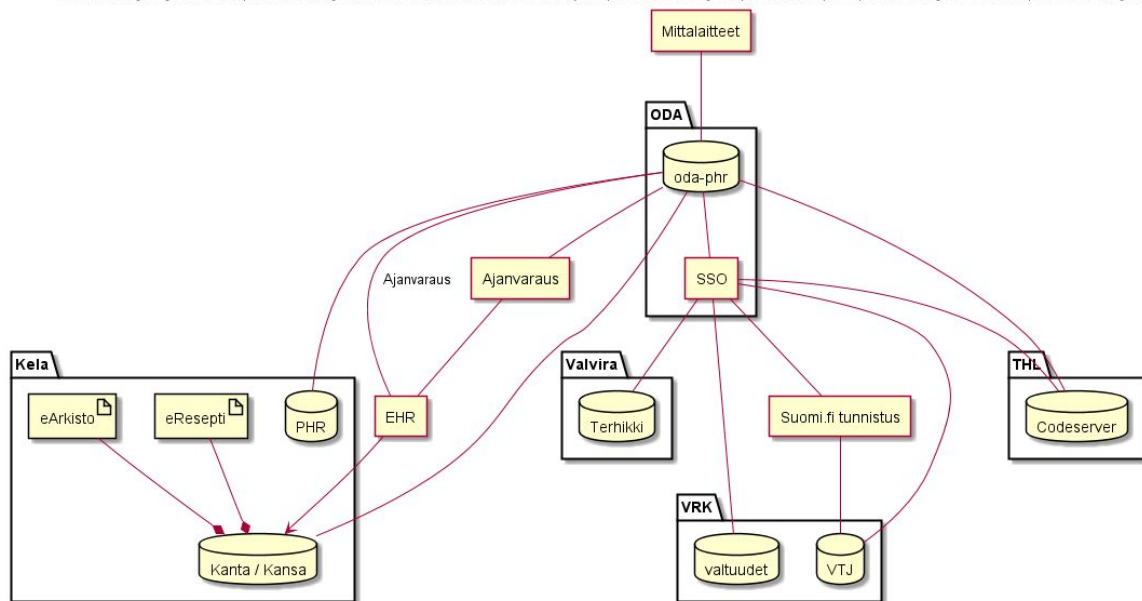 Mittalaitteet
ODA
oda-phr
Ajanvaraus
Ajanvaraus
SSO
Kela
Valvira
THL
eArkisto
eResepti
PHR
EHR
Terhikki
Suomi.fi tunnistus
Codeserver
VRK
Kanta / Kansa
valtuudet
VTJ